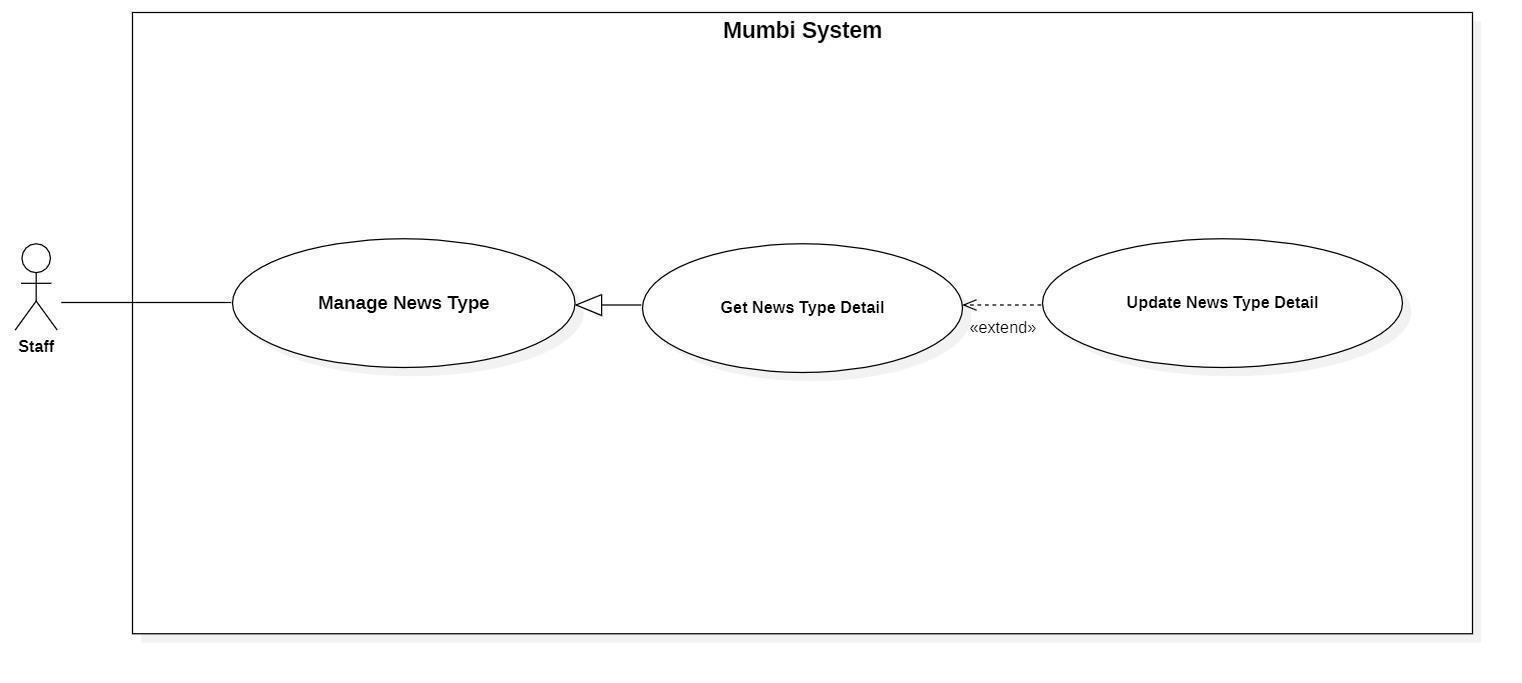 Mumbi System
Staff
Manage News Type
Get News Type Detail
«extend»
Update News Type Detail